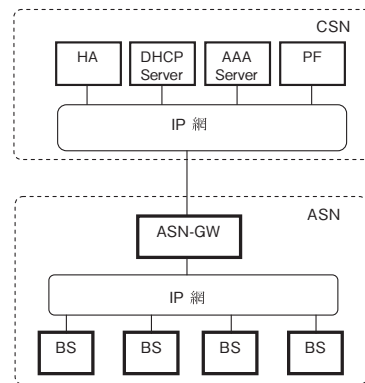 CSN
HA
DHCP
Server
AAA
Server
PF
IP 網
ASN
ASN-GW
IP 網
BS
BS
BS
BS